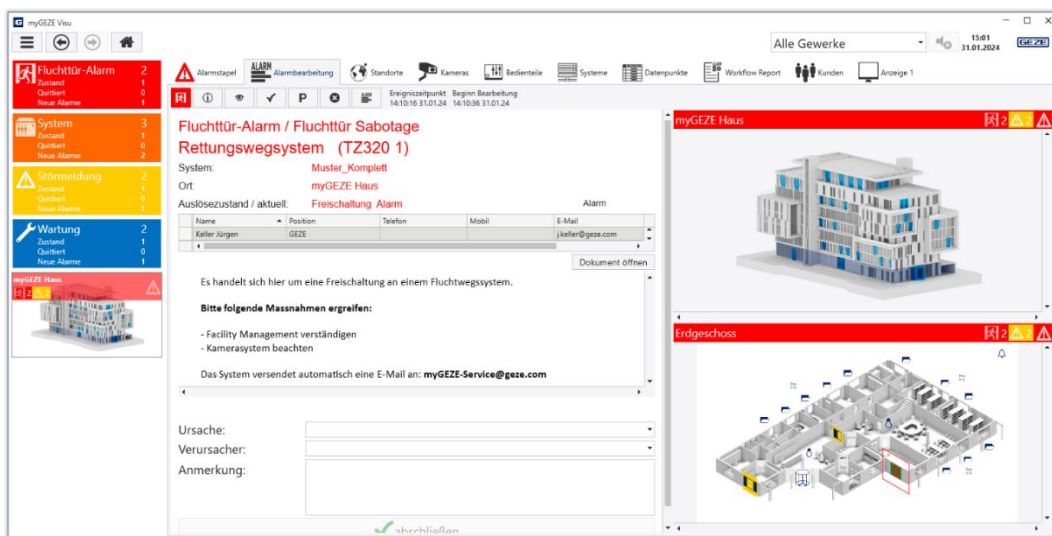 G myGEZE Visu
Alle Gewerke
15:01
31.01.2024
GEZE
Fluchttür-Alarm 2
Zustand 1
Quittiert 0
Neue Alarme 1
System 3
Zustand 1
Quittiert 0
Neue Alarme 2
Störmeldung 2
Zustand 1
Quittiert 0
Neue Alarme 1
Wartung 2
Zustand 1
Quittiert 0
Neue Alarme 1
myGEZE Haus
2 2
Alarmstapel
ALARM Alarmbearbeitung
Standorte
Kameras
Bedienteile
Systeme
Datenpunkte
Workflow Report
Kunden
Anzeige 1
P
Ereigniszeitpunkt Beginn Bearbeitung
14:10:16 31.01.24 14:10:36 31.01.24
Fluchttür-Alarm / Fluchttür Sabotage
Rettungswegsystem (TZ320 1)
System: Muster_Komplett
Ort: myGEZE Haus
Auslösezustand / aktuell: Freischaltung Alarm Alarm
Name Position Telefon Mobil E-Mail
Keller Jürgen GEZE j.keller@geze.com
Dokument öffnen
Es handelt sich hier um eine Freischaltung an einem Fluchtwegssystem.
Bitte folgende Massnahmen ergreifen:
- Facility Management verständigen
- Kamerasystem beachten
Das System versendet automatisch eine E-Mail an: myGEZE-Service@geze.com
Ursache:
Verursacher:
Anmerkung:
abschließen
myGEZE Haus 2 2
Erdgeschoss 2 2